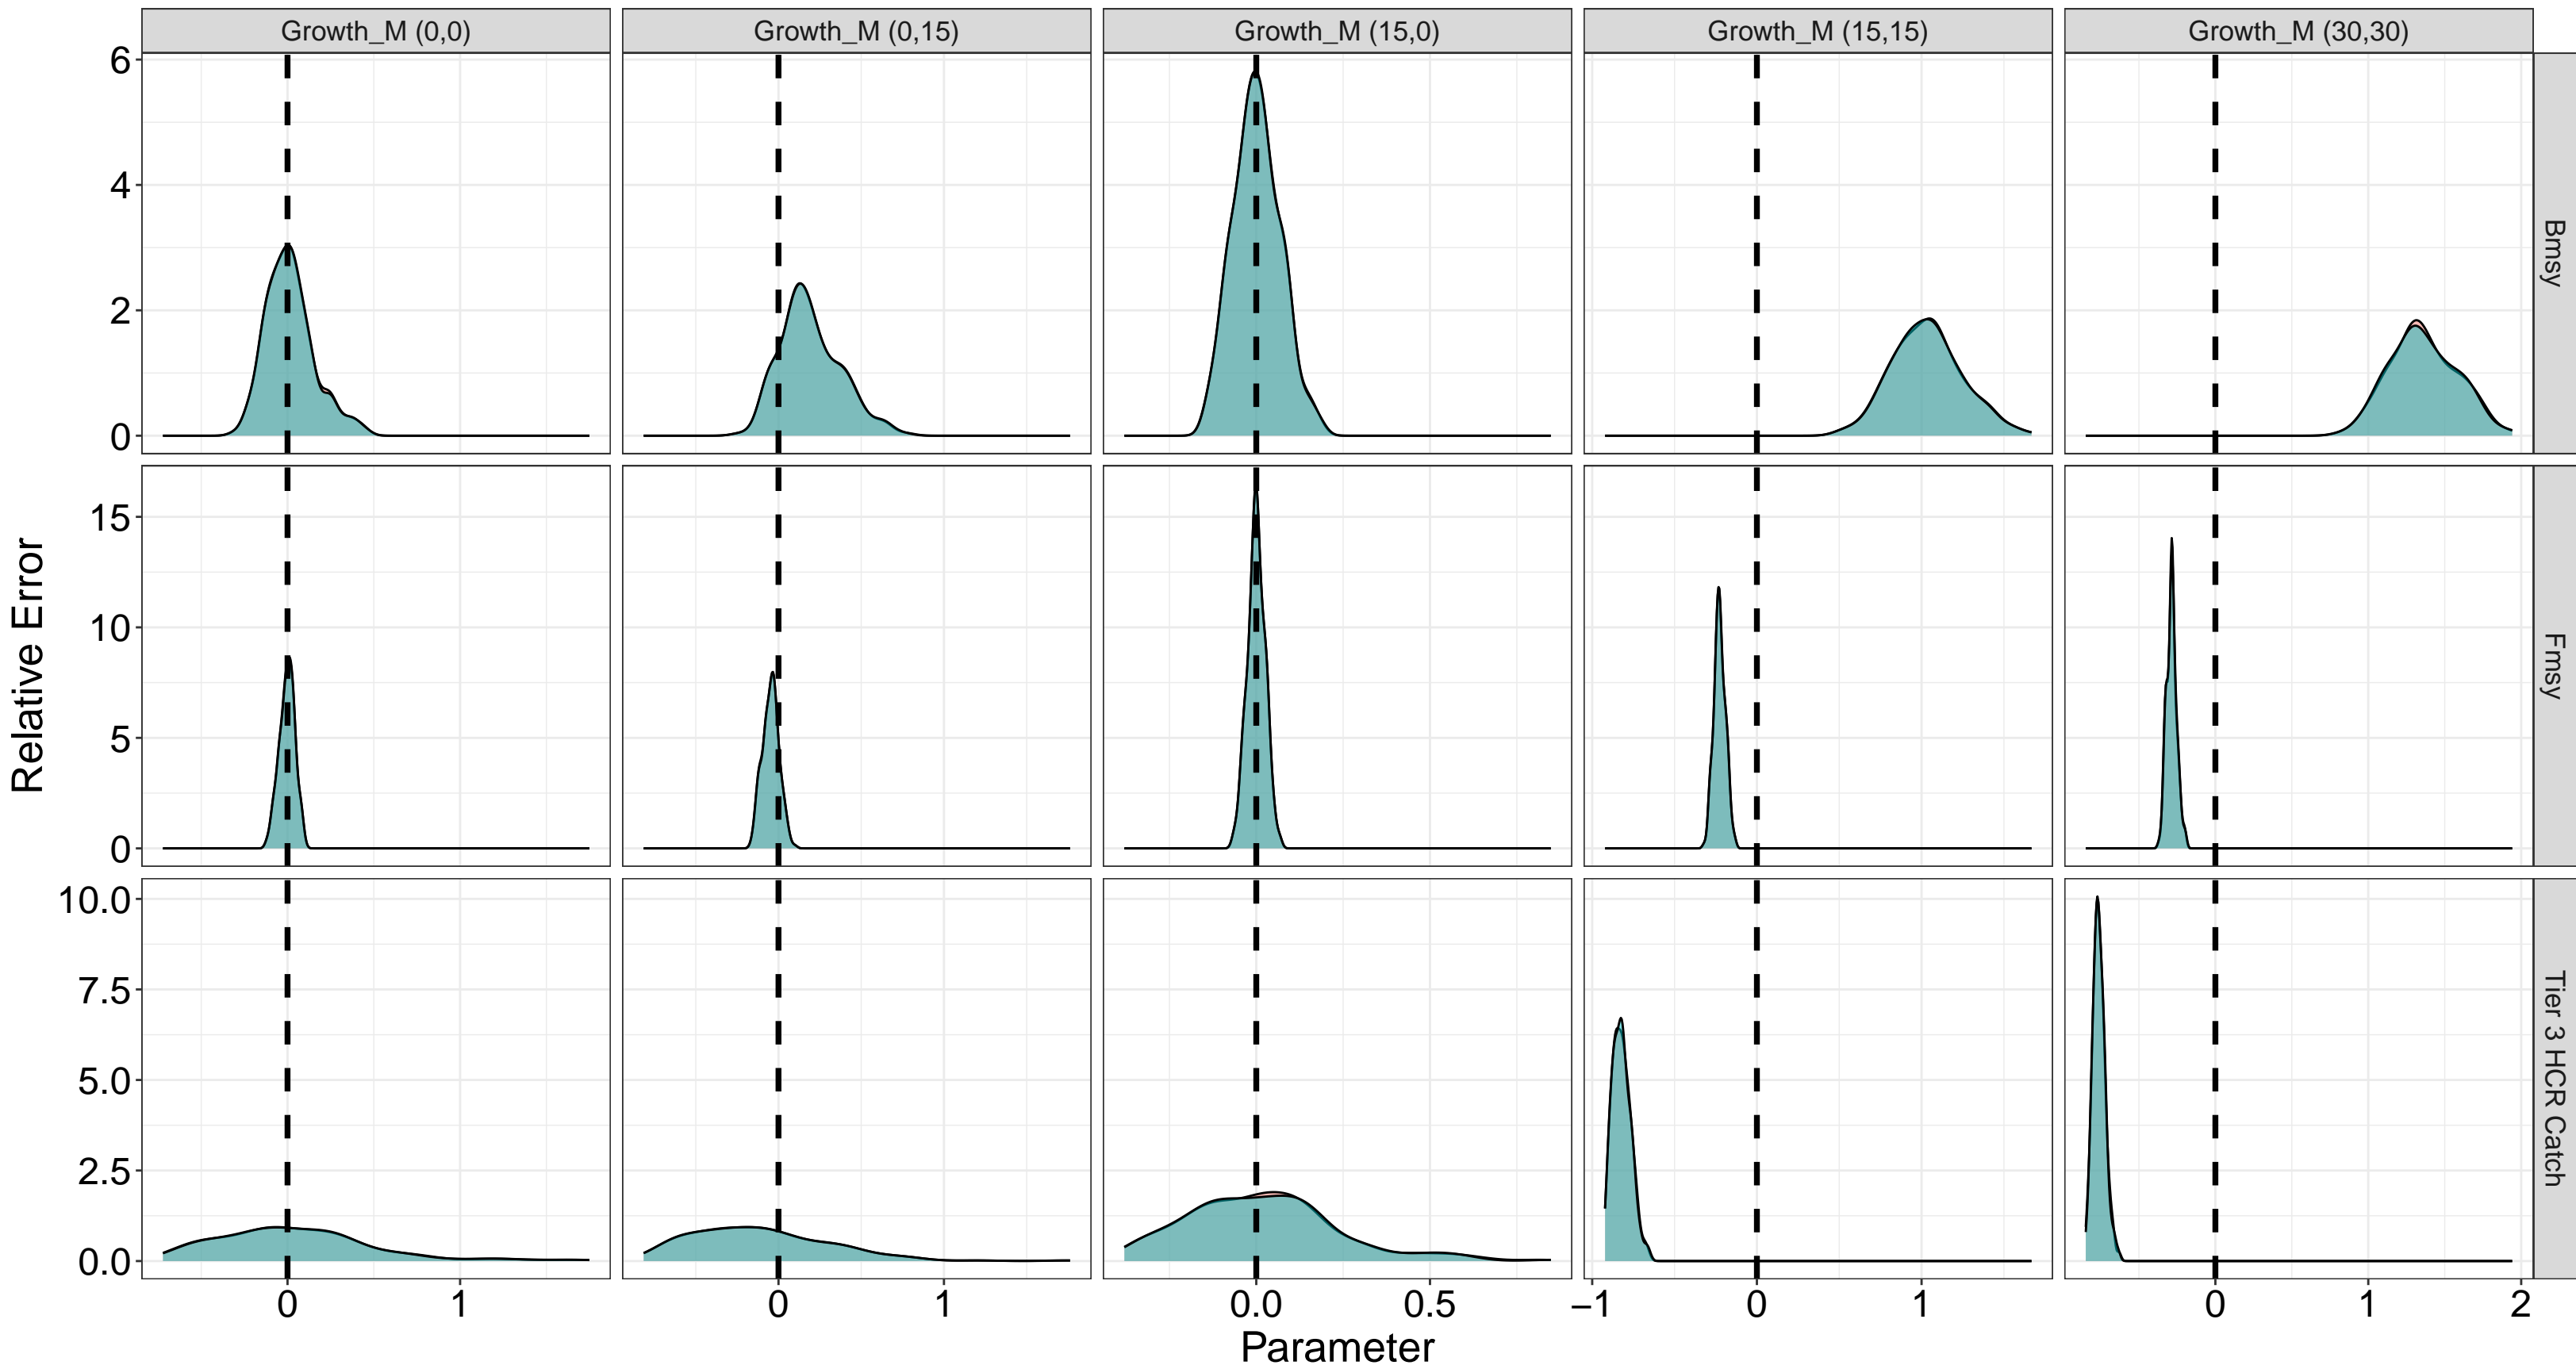 Growth_M (0,0)
Growth_M (0,15)
Growth_M (15,0)
Growth_M (15,15)
Growth_M (30,30)
6
4
2
0
Bmsy
15
10
5
0
Fmsy
10.0
7.5
5.0
2.5
0.0
Tier 3 HCR Catch
Relative Error
0 1
0 1
0.0 0.5
−1 0 1
0 1 2
Parameter